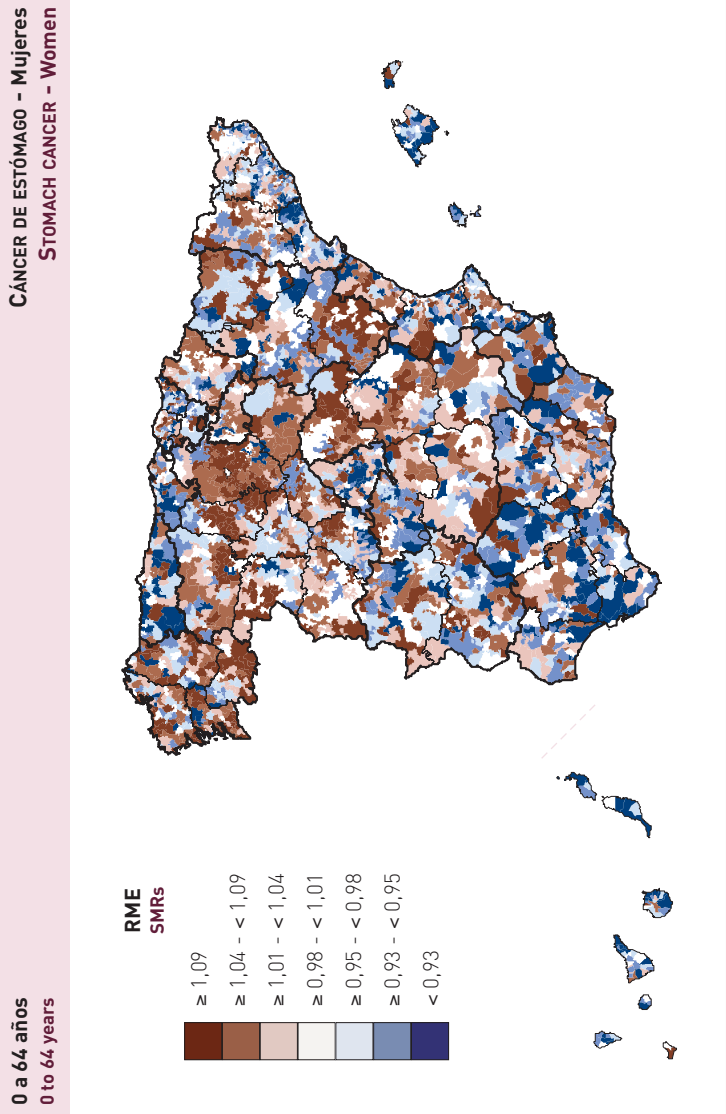 0 a 64 años
0 to 64 years
CÁNCER DE ESTÓMAGO - Mujeres
STOMACH CANCER - Women
RME
SMRs
≥ 1,09
≥ 1,04 - < 1,09
≥ 1,01 - < 1,04
≥ 0,98 - < 1,01
≥ 0,95 - < 0,98
≥ 0,93 - < 0,95
< 0,93